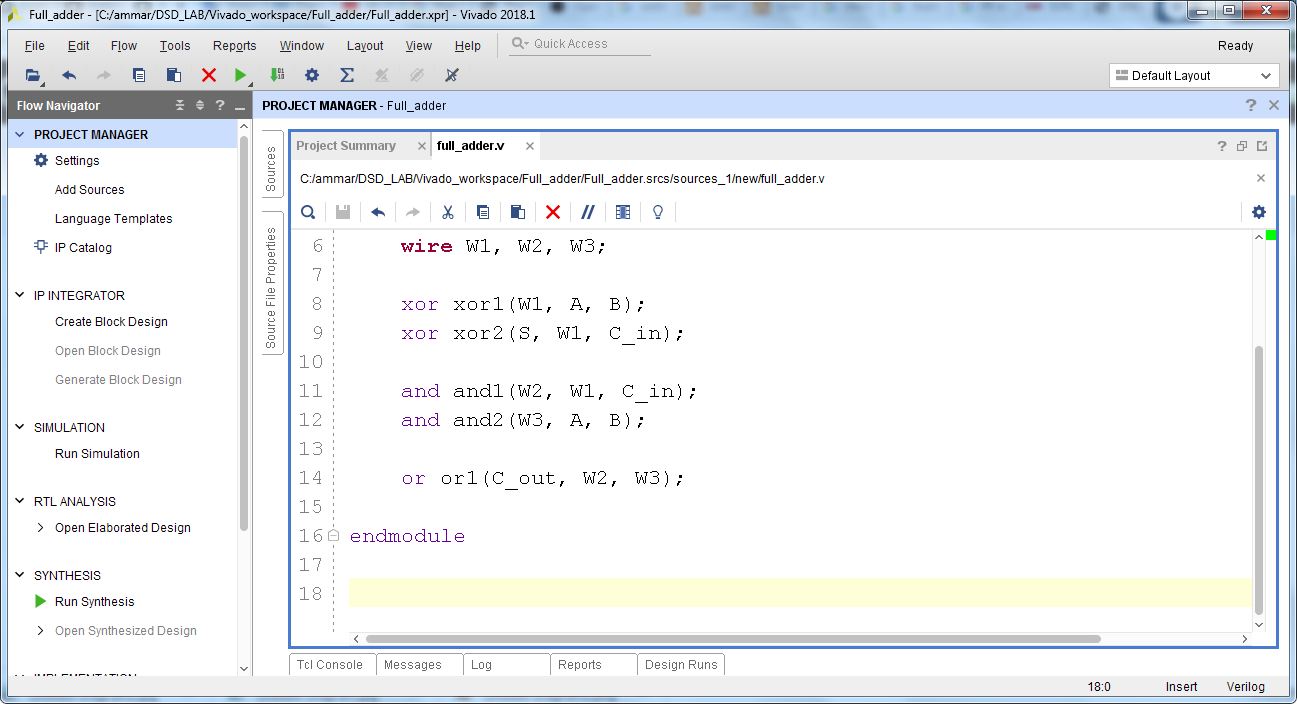 Full_adder - [C:/ammar/DSD_LAB/Vivado_workspace/Full_adder/Full_adder.xpr] - Vivado 2018.1
File Edit Flow Tools Reports Window Layout View Help Quick Access Ready
Default Layout
Flow Navigator
PROJECT MANAGER - Full_adder
PROJECT MANAGER
Settings
Add Sources
Language Templates
IP Catalog
IP INTEGRATOR
Create Block Design
Open Block Design
Generate Block Design
SIMULATION
Run Simulation
RTL ANALYSIS
Open Elaborated Design
SYNTHESIS
Run Synthesis
Open Synthesized Design
IMPLEMENTATION
Sources
Source File Properties
Project Summary full_adder.v
C:/ammar/DSD_LAB/Vivado_workspace/Full_adder/Full_adder.srcs/sources_1/new/full_adder.v
6 wire W1, W2, W3;
7
8 xor xor1(W1, A, B);
9 xor xor2(S, W1, C_in);
10
11 and and1(W2, W1, C_in);
12 and and2(W3, A, B);
13
14 or or1(C_out, W2, W3);
15
16 endmodule
17
18
Tcl Console Messages Log Reports Design Runs
18:0 Insert Verilog